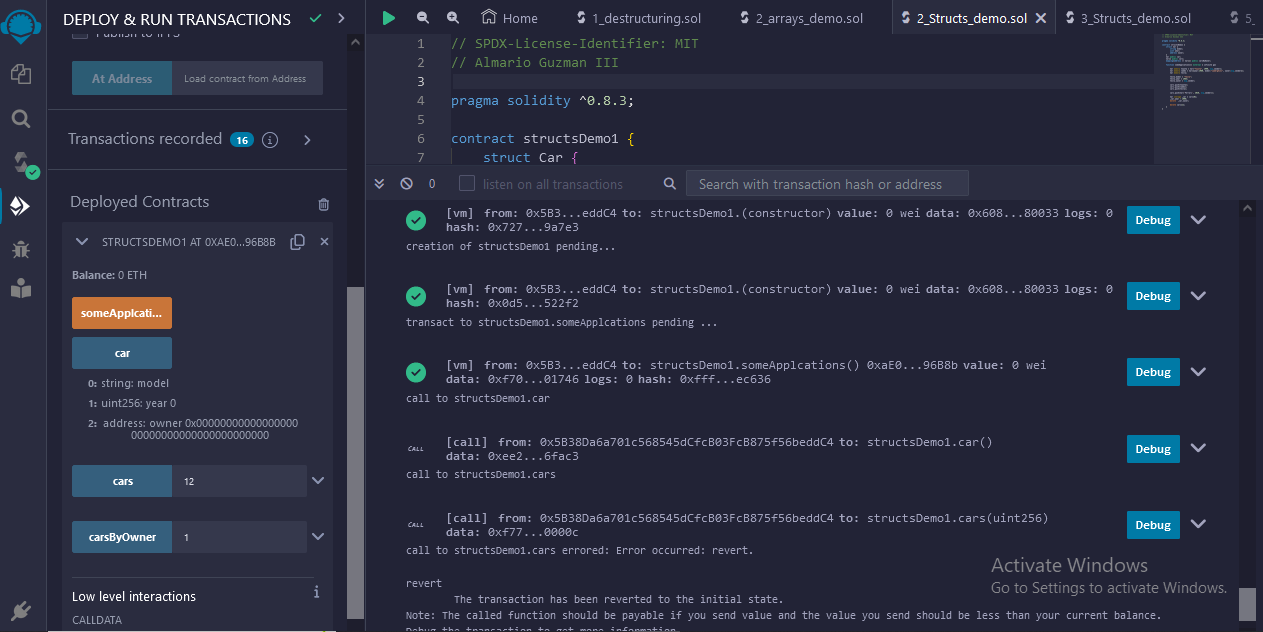 DEPLOY & RUN TRANSACTIONS
Publish to IPFS
At Address
Load contract from Address
Transactions recorded 16 i
Deployed Contracts
STRUCTSDEMO1 AT 0XAE0...96B8B
Balance: 0 ETH
someApplcati...
car
0: string: model
1: uint256: year 0
2: address: owner 0x00000000000000000
00000000000000000000000
cars
12
carsByOwner
1
Low level interactions
i
CALLDATA
Home
1_destructuring.sol
2_arrays_demo.sol
2_Structs_demo.sol
3_Structs_demo.sol
5_
1 // SPDX-License-Identifier: MIT
2 // Almario Guzman III
3
4 pragma solidity ^0.8.3;
5
6 contract structsDemo1 {
7 struct Car {
0
listen on all transactions
Search with transaction hash or address
[vm] from: 0x5B3...eddC4 to: structsDemo1.(constructor) value: 0 wei data: 0x608...80033 logs: 0
hash: 0x727...9a7e3
Debug
creation of structsDemo1 pending...
[vm] from: 0x5B3...eddC4 to: structsDemo1.(constructor) value: 0 wei data: 0x608...80033 logs: 0
hash: 0x0d5...522f2
Debug
transact to structsDemo1.someApplcations pending ...
[vm] from: 0x5B3...eddC4 to: structsDemo1.someApplcations() 0xaE0...96B8b value: 0 wei
data: 0xf70...01746 logs: 0 hash: 0xfff...ec636
Debug
call to structsDemo1.car
CALL
[call] from: 0x5B38Da6a701c568545dCfcB03FcB875f56beddC4 to: structsDemo1.car()
data: 0xee2...6fac3
Debug
call to structsDemo1.cars
CALL
[call] from: 0x5B38Da6a701c568545dCfcB03FcB875f56beddC4 to: structsDemo1.cars(uint256)
data: 0xf77...0000c
Debug
call to structsDemo1.cars errored: Error occurred: revert.
revert
The transaction has been reverted to the initial state.
Note: The called function should be payable if you send value and the value you send should be less than your current balance.
Debug the transaction to get more information.
Activate Windows
Go to Settings to activate Windows.